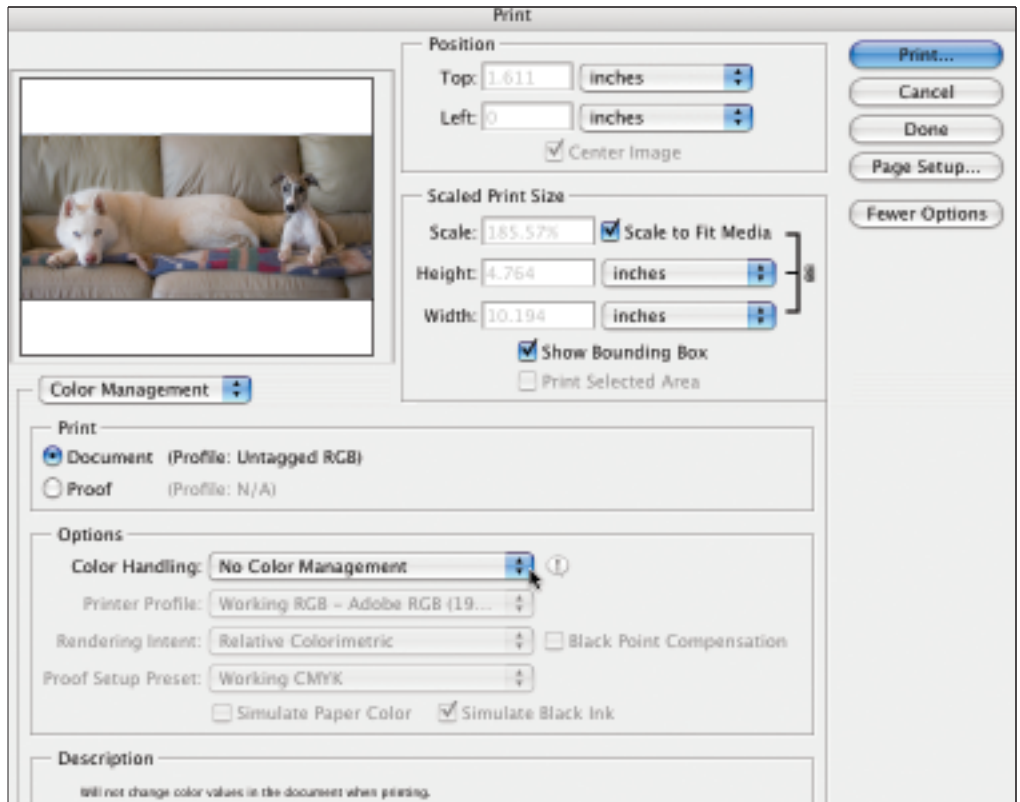 Print
Position
Top: 1.611 inches
Left: 0 inches
Center Image
Scaled Print Size
Scale: 185.57% Scale to Fit Media
Height: 4.764 inches
Width: 10.194 inches
Show Bounding Box
Print Selected Area
Print...
Cancel
Done
Page Setup...
Fewer Options
Color Management
Print
Document (Profile: Untagged RGB)
Proof (Profile: N/A)
Options
Color Handling: No Color Management
Printer Profile: Working RGB - Adobe RGB (19...
Rendering Intent: Relative Colorimetric Black Point Compensation
Proof Setup Preset: Working CMYK
Simulate Paper Color Simulate Black Ink
Description
Will not change color values in the document when printing.